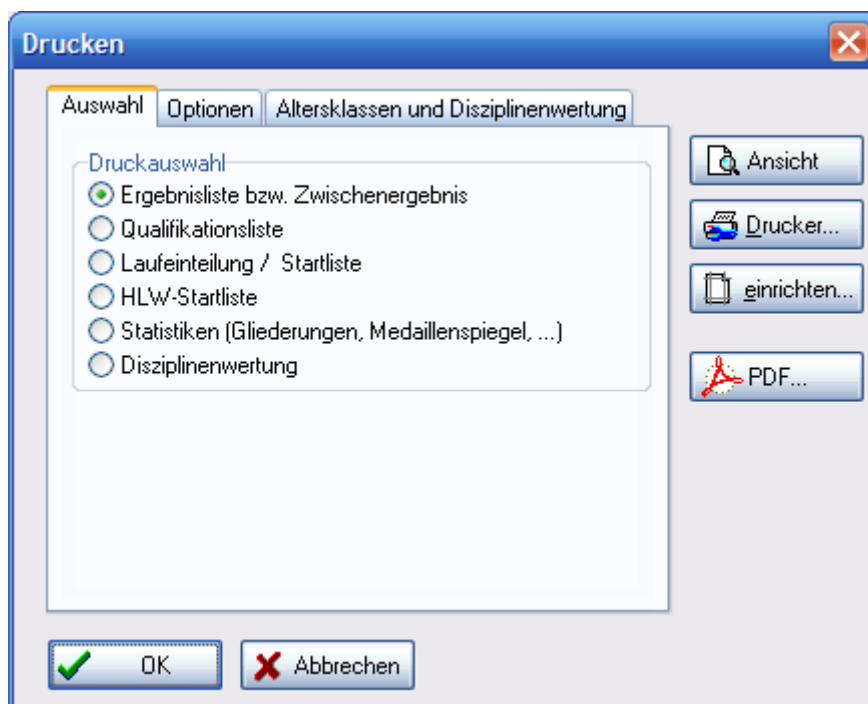 Drucken
Auswahl
Optionen
Altersklassen und Disziplinenwertung
Druckauswahl
Ergebnisliste bzw. Zwischenergebnis
Qualifikationsliste
Laufeinteilung / Startliste
HLW-Startliste
Statistiken (Gliederungen, Medaillenspiegel, ...)
Disziplinenwertung
Ansicht
Drucker...
einrichten...
PDF...
OK
Abbrechen